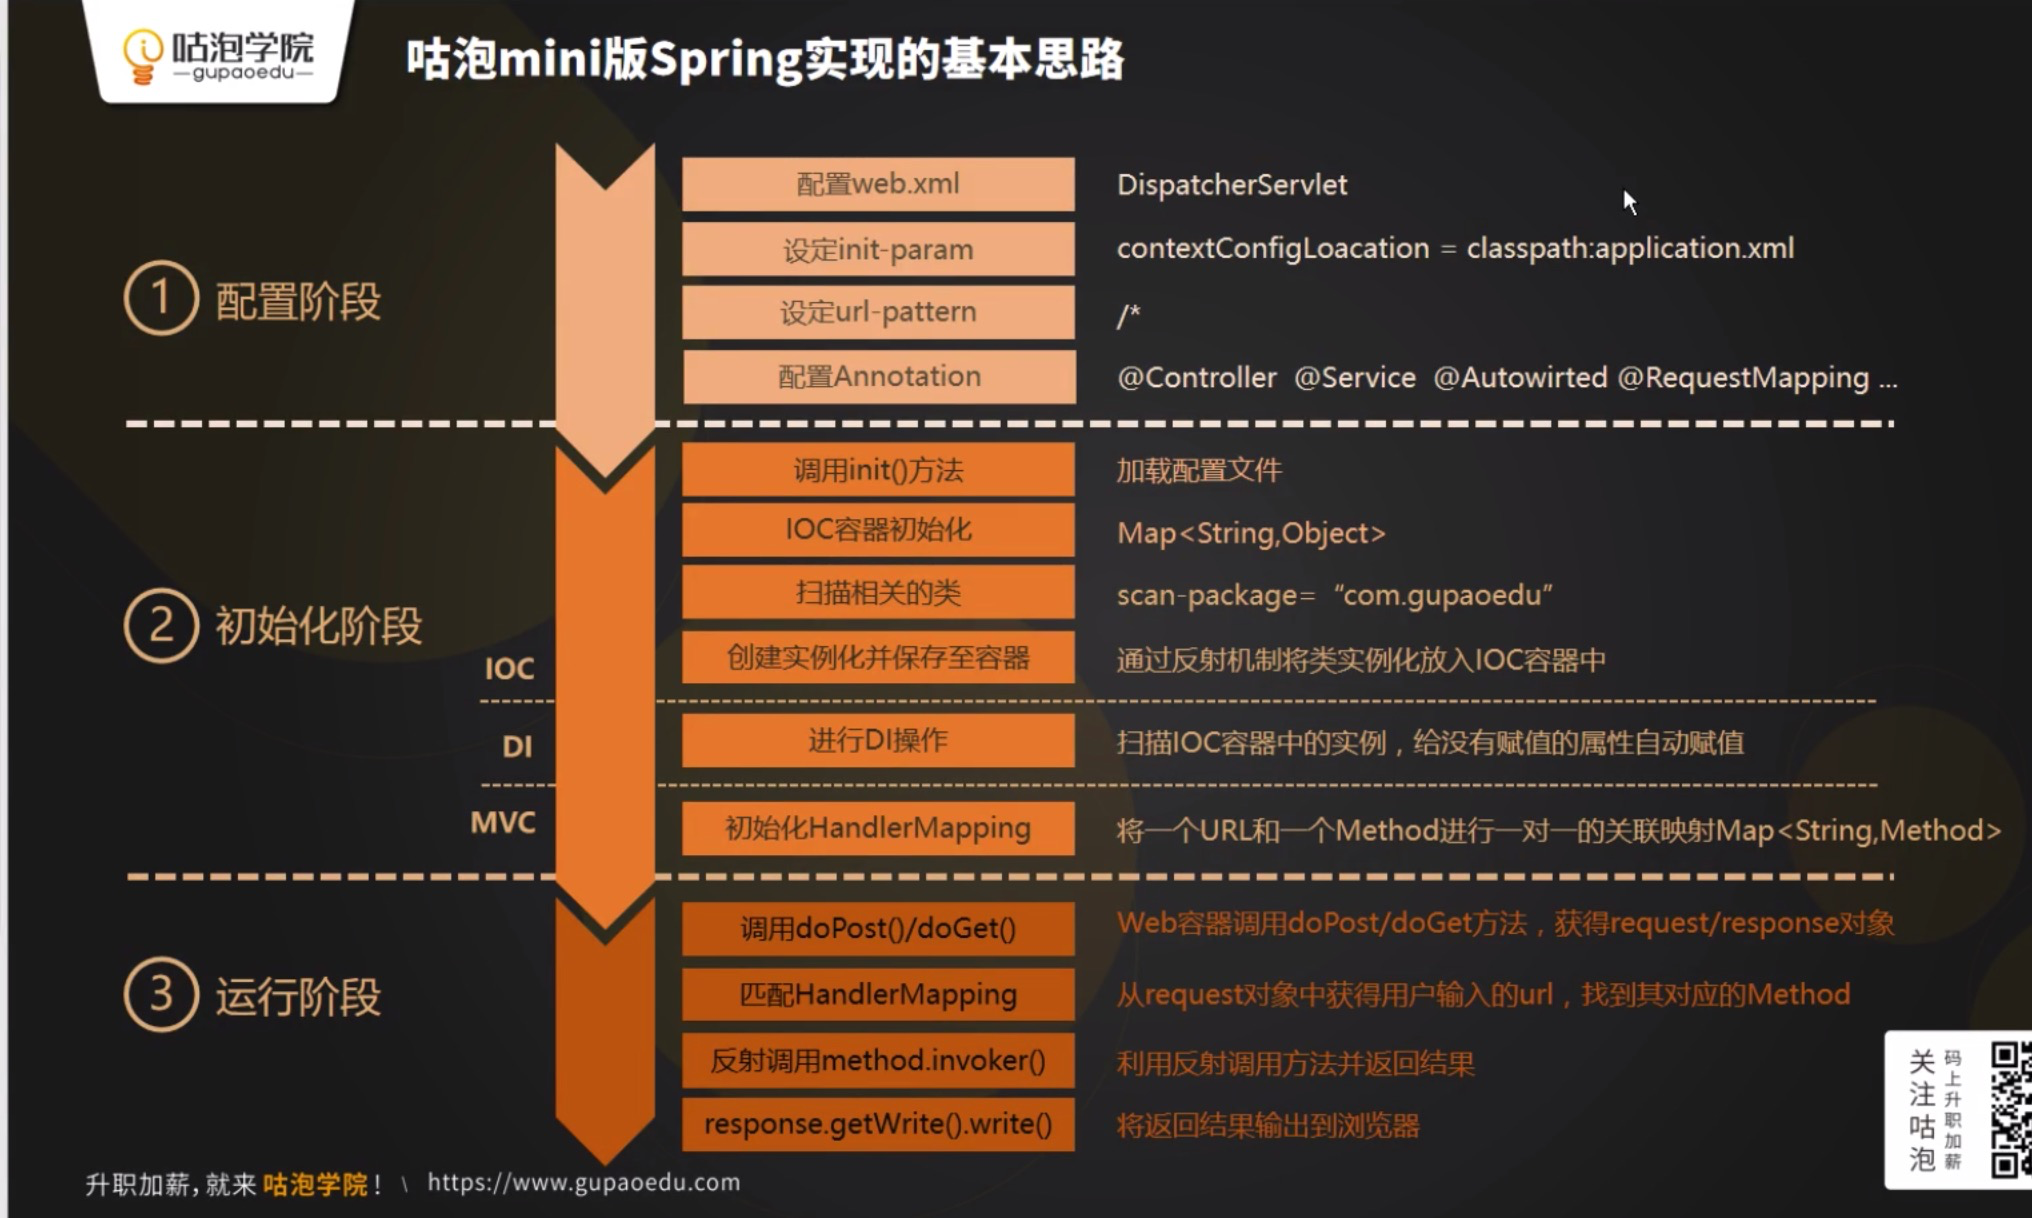 咕泡学院
gupaoedu
咕泡mini版Spring实现的基本思路
① 配置阶段
配置web.xml DispatcherServlet
设定init-param contextConfigLoacation = classpath:application.xml
设定url-pattern /*
配置Annotation @Controller @Service @Autowirted @RequestMapping ...
② 初始化阶段
调用init()方法 加载配置文件
IOC容器初始化 Map<String,Object>
扫描相关的类 scan-package= “com.gupaoedu”
IOC 创建实例化并保存至容器 通过反射机制将类实例化放入IOC容器中
DI 进行DI操作 扫描IOC容器中的实例，给没有赋值的属性自动赋值
MVC 初始化HandlerMapping 将一个URL和一个Method进行一对一的关联映射Map<String,Method>
③ 运行阶段
调用doPost()/doGet() Web容器调用doPost/doGet方法，获得request/response对象
匹配HandlerMapping 从request对象中获得用户输入的url，找到其对应的Method
反射调用method.invoker() 利用反射调用方法并返回结果
response.getWrite().write() 将返回结果输出到浏览器
升职加薪，就来 咕泡学院！ \ https://www.gupaoedu.com
关注咕泡
码上升职加薪